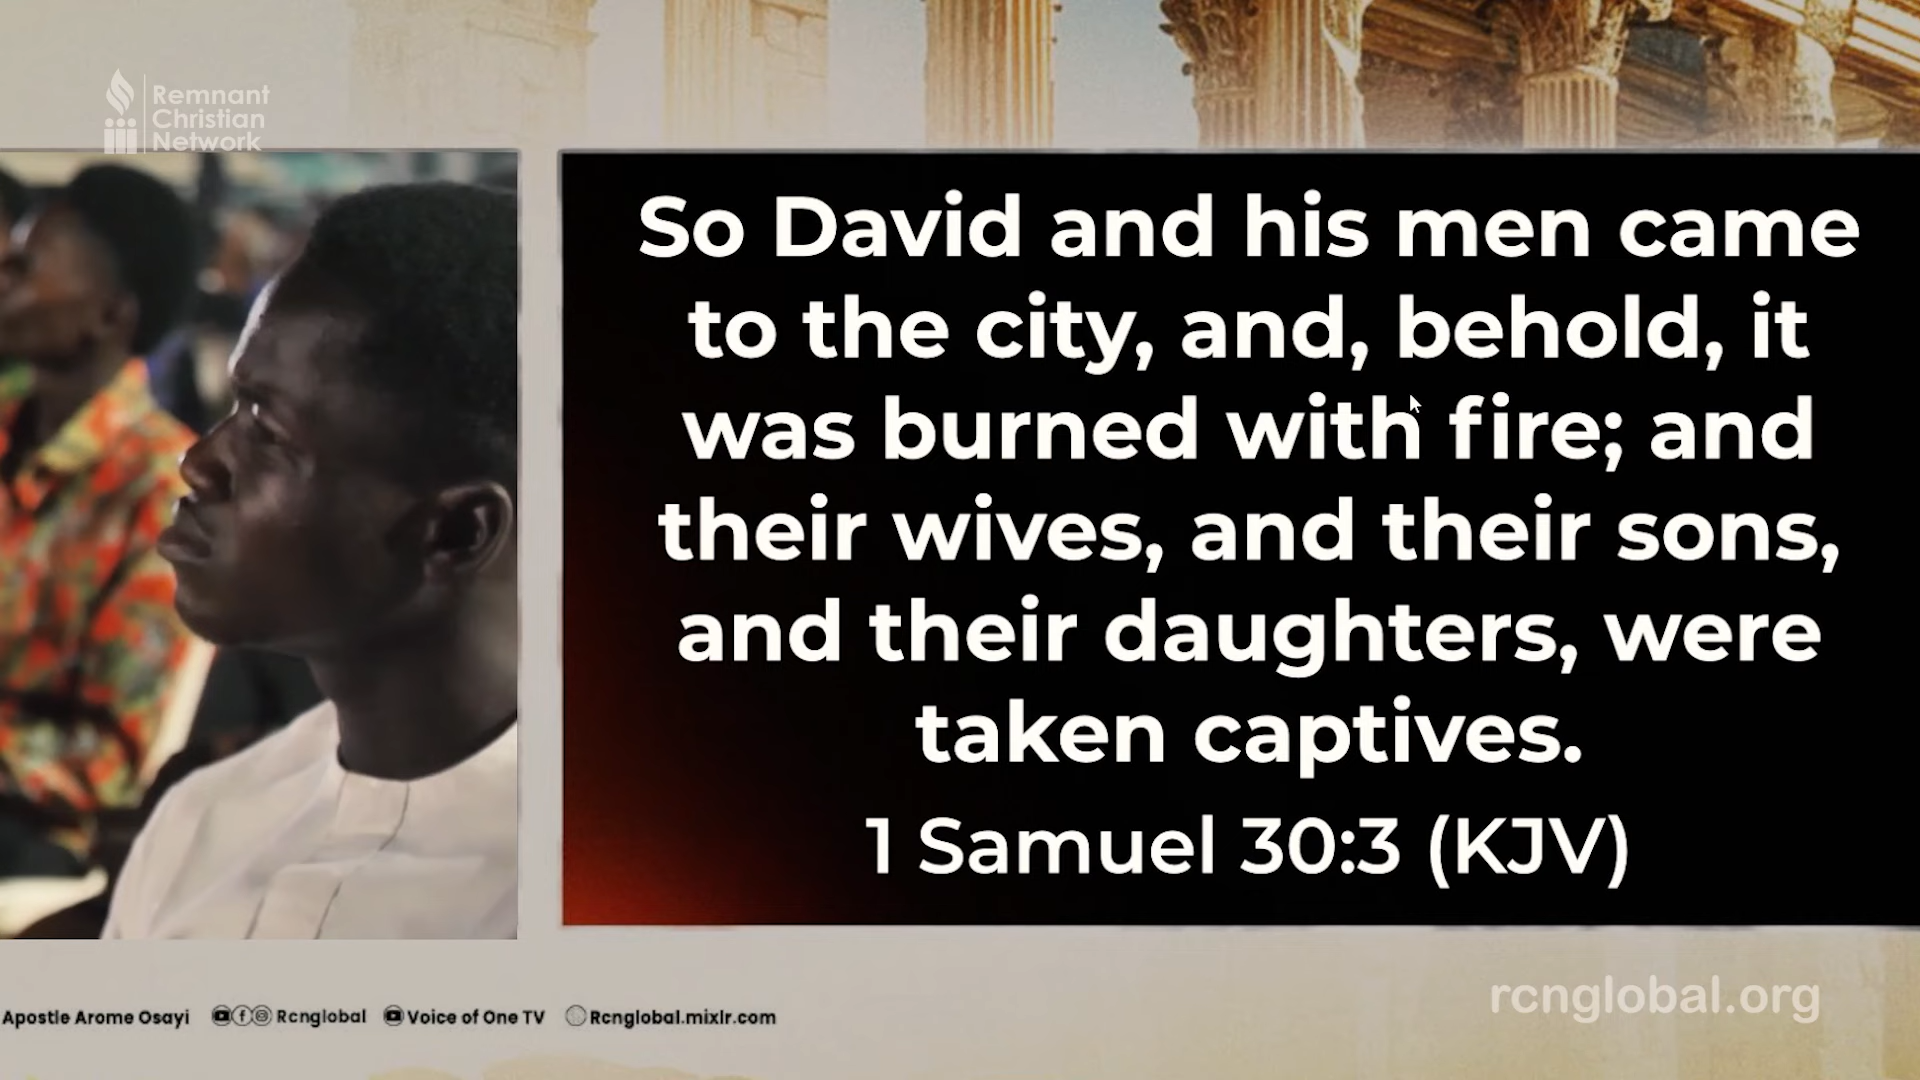 Remnant
Christian
Network
So David and his men came
to the city, and, behold, it
was burned with fire; and
their wives, and their sons,
and their daughters, were
taken captives.
1 Samuel 30:3 (KJV)
rcnglobal.org
Apostle Arome Osayi Rcnglobal Voice of One TV Rcnglobal.mixlr.com